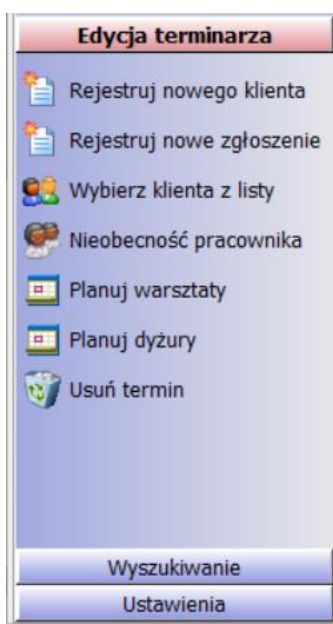 Edycja terminarza
Rejestruj nowego klienta
Rejestruj nowe zgłoszenie
Wybierz klienta z listy
Nieobecność pracownika
Planuj warsztaty
Planuj dyżury
Usuń termin
Wyszukiwanie
Ustawienia